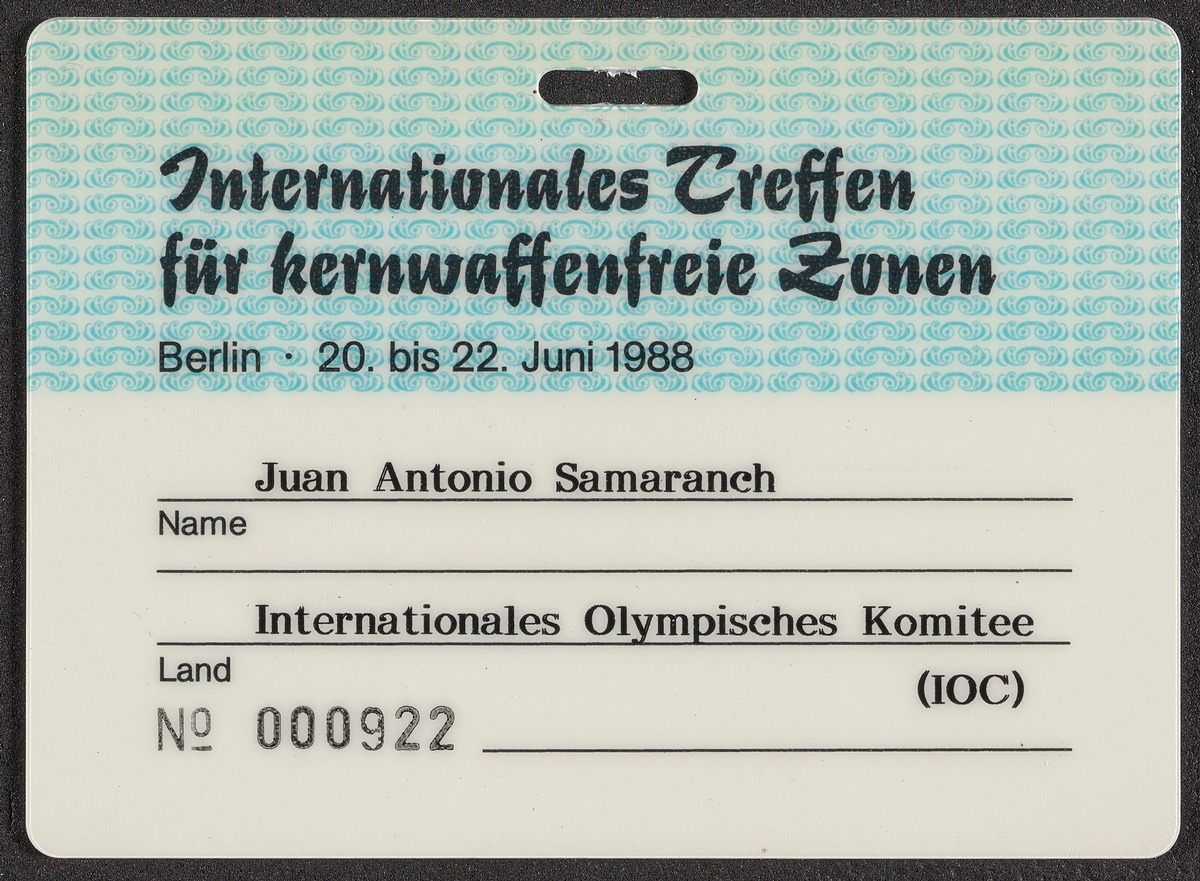 Internationales Treffen
für kernwaffenfreie Zonen
Berlin · 20. bis 22. Juni 1988
Juan Antonio Samaranch
Name
Internationales Olympisches Komitee
Land
(IOC)
Nº 000922